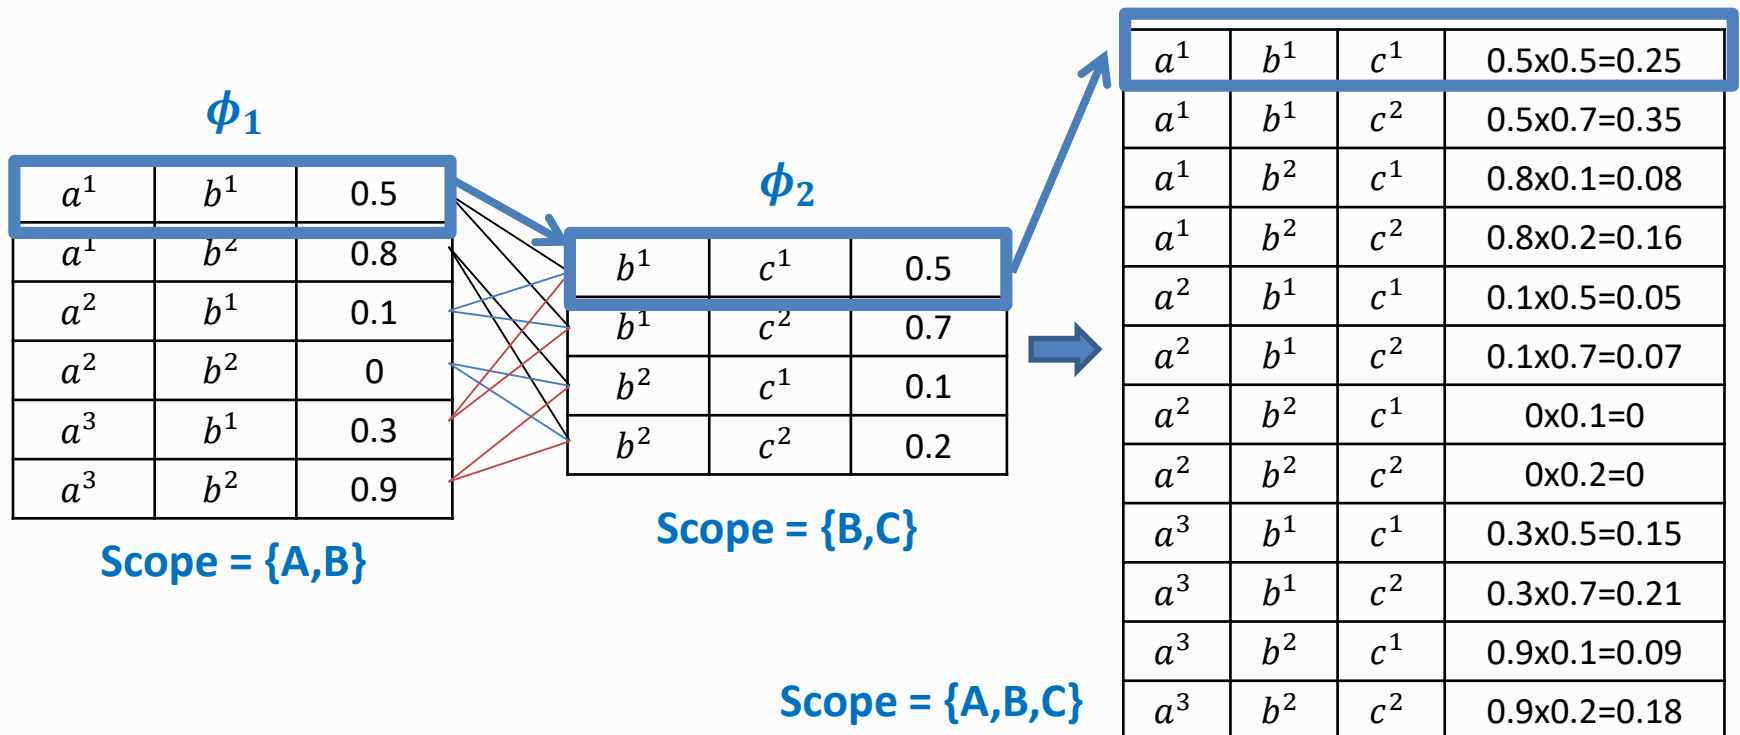 ϕ₁
a¹ b¹ 0.5
a¹ b² 0.8
a² b¹ 0.1
a² b² 0
a³ b¹ 0.3
a³ b² 0.9
Scope = {A,B}
ϕ₂
b¹ c¹ 0.5
b¹ c² 0.7
b² c¹ 0.1
b² c² 0.2
Scope = {B,C}
a¹ b¹ c¹ 0.5x0.5=0.25
a¹ b¹ c² 0.5x0.7=0.35
a¹ b² c¹ 0.8x0.1=0.08
a¹ b² c² 0.8x0.2=0.16
a² b¹ c¹ 0.1x0.5=0.05
a² b¹ c² 0.1x0.7=0.07
a² b² c¹ 0x0.1=0
a² b² c² 0x0.2=0
a³ b¹ c¹ 0.3x0.5=0.15
a³ b¹ c² 0.3x0.7=0.21
a³ b² c¹ 0.9x0.1=0.09
a³ b² c² 0.9x0.2=0.18
Scope = {A,B,C}